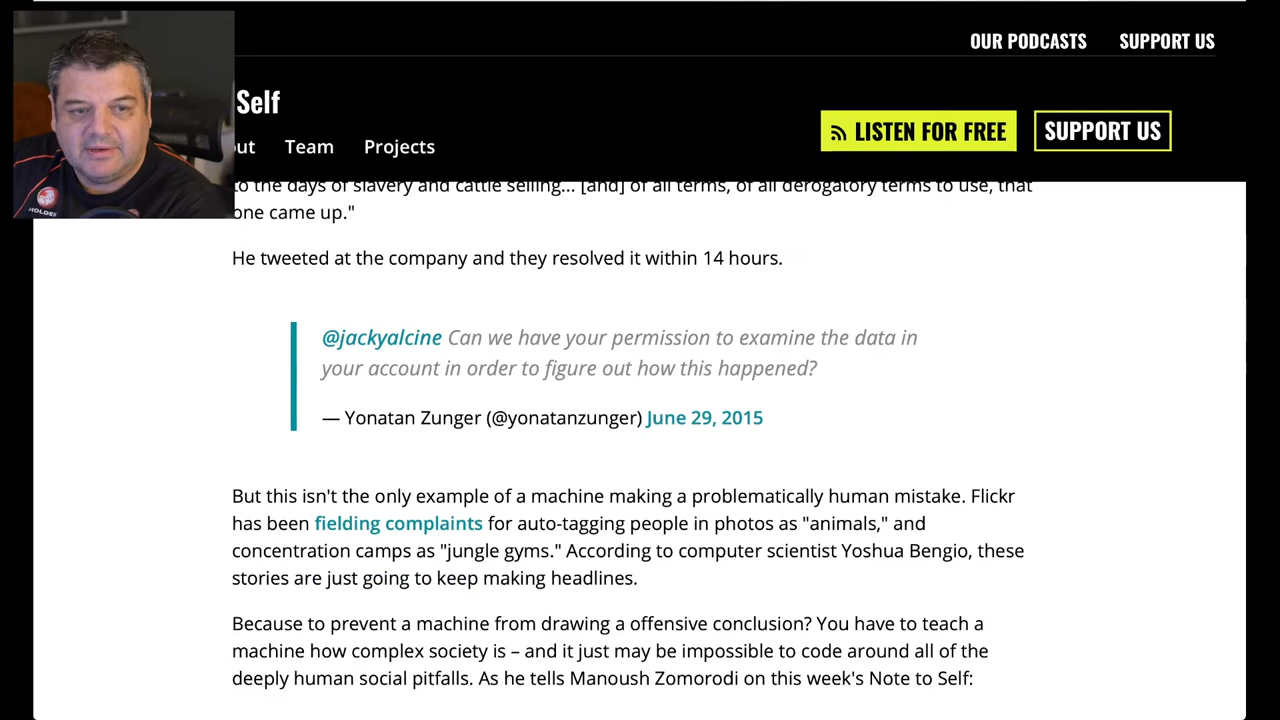 OUR PODCASTS SUPPORT US
Self
LISTEN FOR FREE SUPPORT US
out Team Projects
HOLDEN
to the days of slavery and cattle selling... [and] of all terms, of all derogatory terms to use, that
one came up."
He tweeted at the company and they resolved it within 14 hours.
@jackyalcine Can we have your permission to examine the data in
your account in order to figure out how this happened?
— Yonatan Zunger (@yonatanzunger) June 29, 2015
But this isn't the only example of a machine making a problematically human mistake. Flickr
has been fielding complaints for auto-tagging people in photos as "animals," and
concentration camps as "jungle gyms." According to computer scientist Yoshua Bengio, these
stories are just going to keep making headlines.
Because to prevent a machine from drawing a offensive conclusion? You have to teach a
machine how complex society is – and it just may be impossible to code around all of the
deeply human social pitfalls. As he tells Manoush Zomorodi on this week's Note to Self: